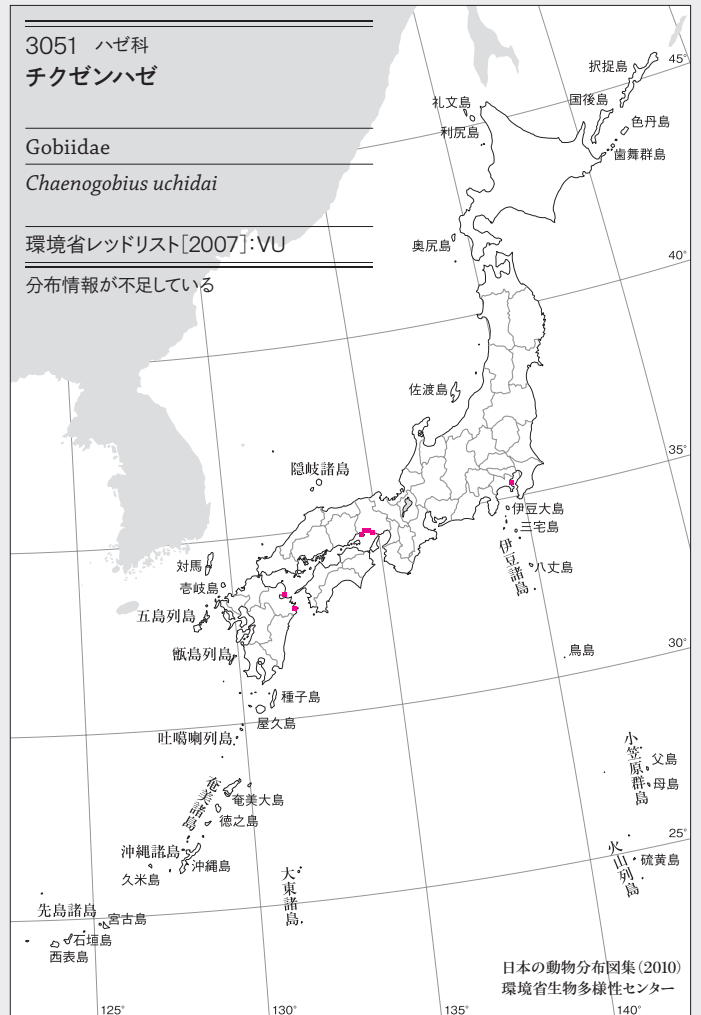 3051 ハゼ科
チクゼンハゼ
Gobiidae
Chaenogobius uchidai
環境省レッドリスト[2007]:VU
分布情報が不足している
択捉島
国後島
色丹島
歯舞群島
礼文島
利尻島
奥尻島
佐渡島
隠岐諸島
伊豆大島
三宅島
伊豆諸島
八丈島
対馬
壱岐島
五島列島
甑島列島
鳥島
種子島
屋久島
吐噶喇列島
小笠原群島
父島
母島
奄美諸島
奄美大島
徳之島
沖縄諸島
沖縄島
久米島
大東諸島
火山列島
硫黄島
先島諸島
宮古島
石垣島
西表島
45°
40°
35°
30°
25°
125°
130°
135°
140°
日本の動物分布図集(2010)
環境省生物多様性センター